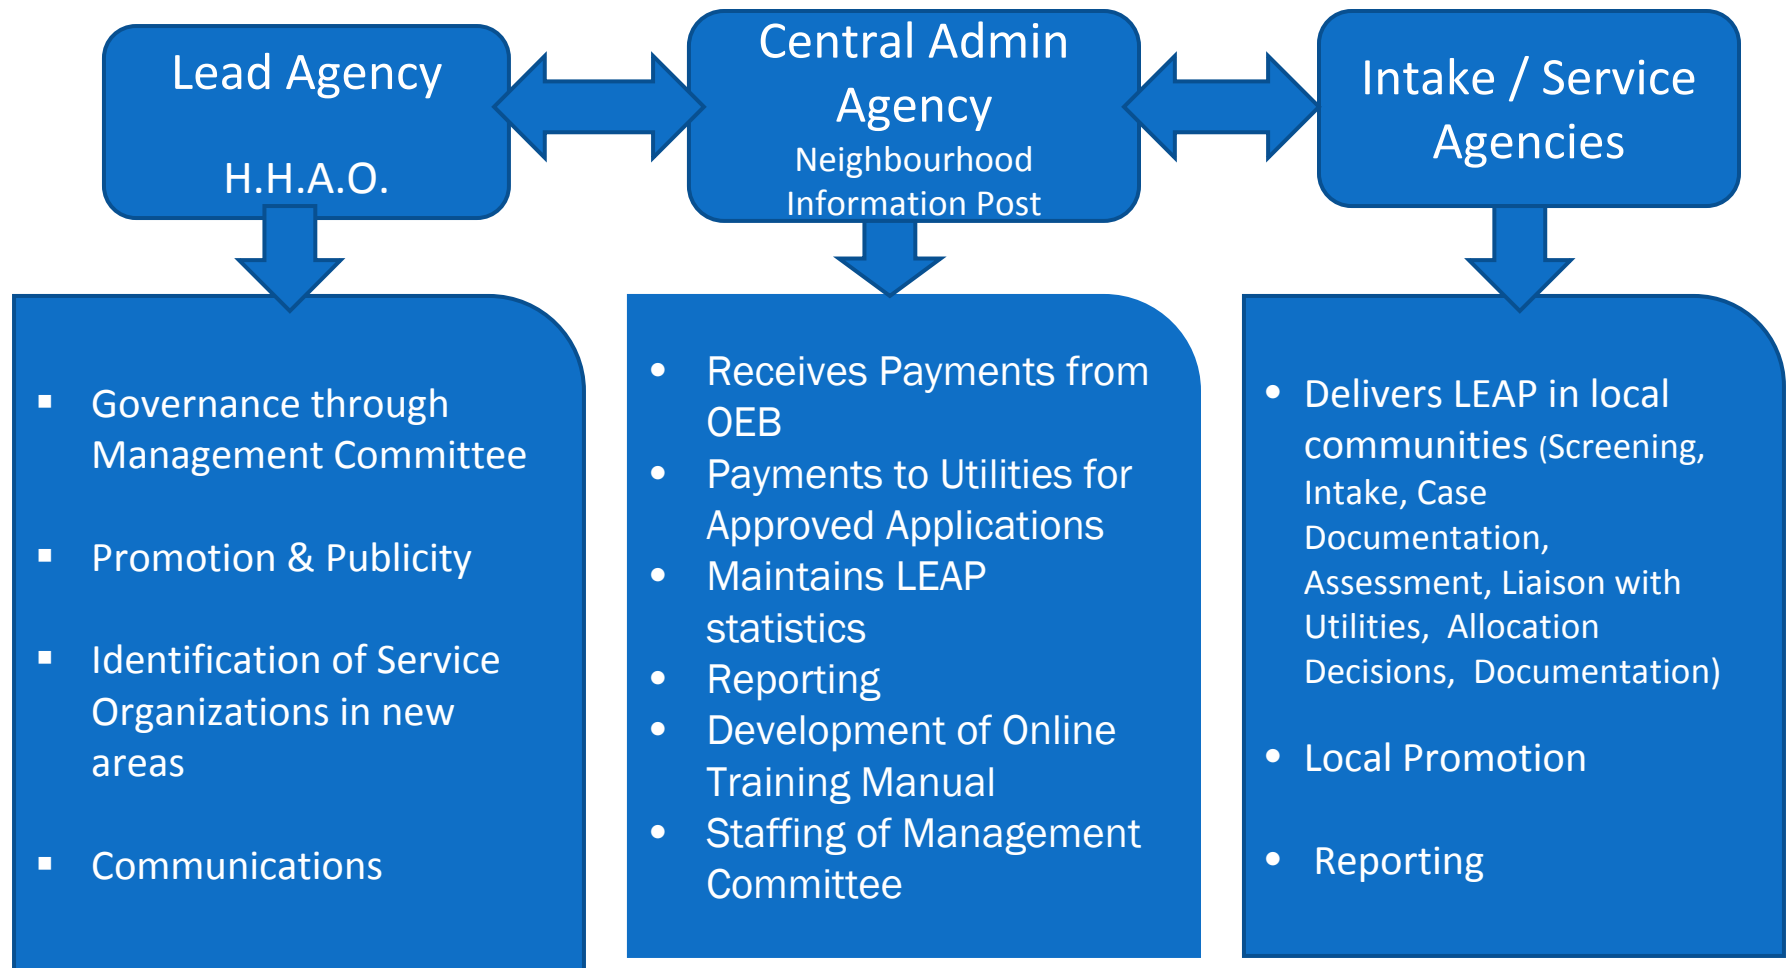 Lead Agency
H.H.A.O.
Central Admin
Agency
Neighbourhood
Information Post
Intake / Service
Agencies
▪ Governance through
Management Committee
▪ Promotion & Publicity
▪ Identification of Service
Organizations in new
areas
▪ Communications
• Receives Payments from
OEB
• Payments to Utilities for
Approved Applications
• Maintains LEAP
statistics
• Reporting
• Development of Online
Training Manual
• Staffing of Management
Committee
• Delivers LEAP in local
communities (Screening,
Intake, Case
Documentation,
Assessment, Liaison with
Utilities, Allocation
Decisions, Documentation)
• Local Promotion
• Reporting